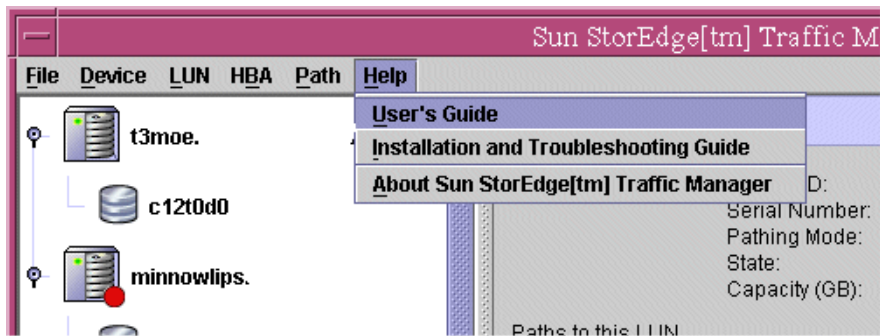 Sun StorEdge[tm] Traffic M
File Device LUN HBA Path Help
User's Guide
Installation and Troubleshooting Guide
About Sun StorEdge[tm] Traffic Manager
t3moe.
c12t0d0
minnowlips.
D:
Serial Number:
Pathing Mode:
State:
Capacity (GB):
Paths to this LUN